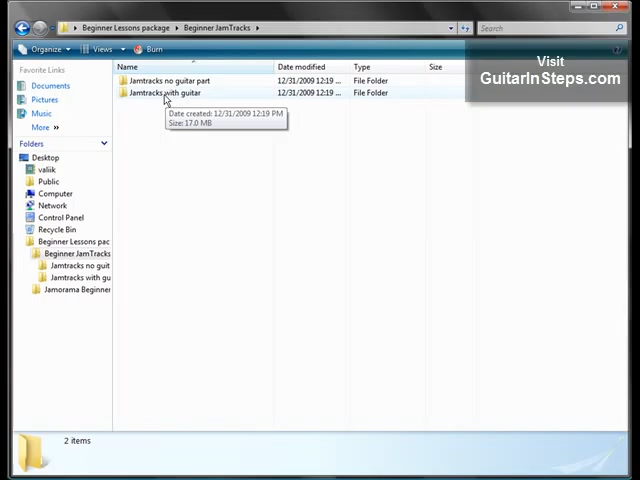 Beginner Lessons package
Beginner JamTracks
Search
Organize
Views
Burn
Visit
GuitarInSteps.com
Favorite Links
Documents
Pictures
Music
More
Folders
Desktop
valiik
Public
Computer
Network
Control Panel
Recycle Bin
Beginner Lessons pac
Beginner JamTracks
Jamtracks no guit
Jamtracks with gu
Jamorama Beginner
Name Date modified Type Size
Jamtracks no guitar part 12/31/2009 12:19 ... File Folder
Jamtracks with guitar 12/31/2009 12:19 ... File Folder
Date created: 12/31/2009 12:19 PM
Size: 17.0 MB
2 items